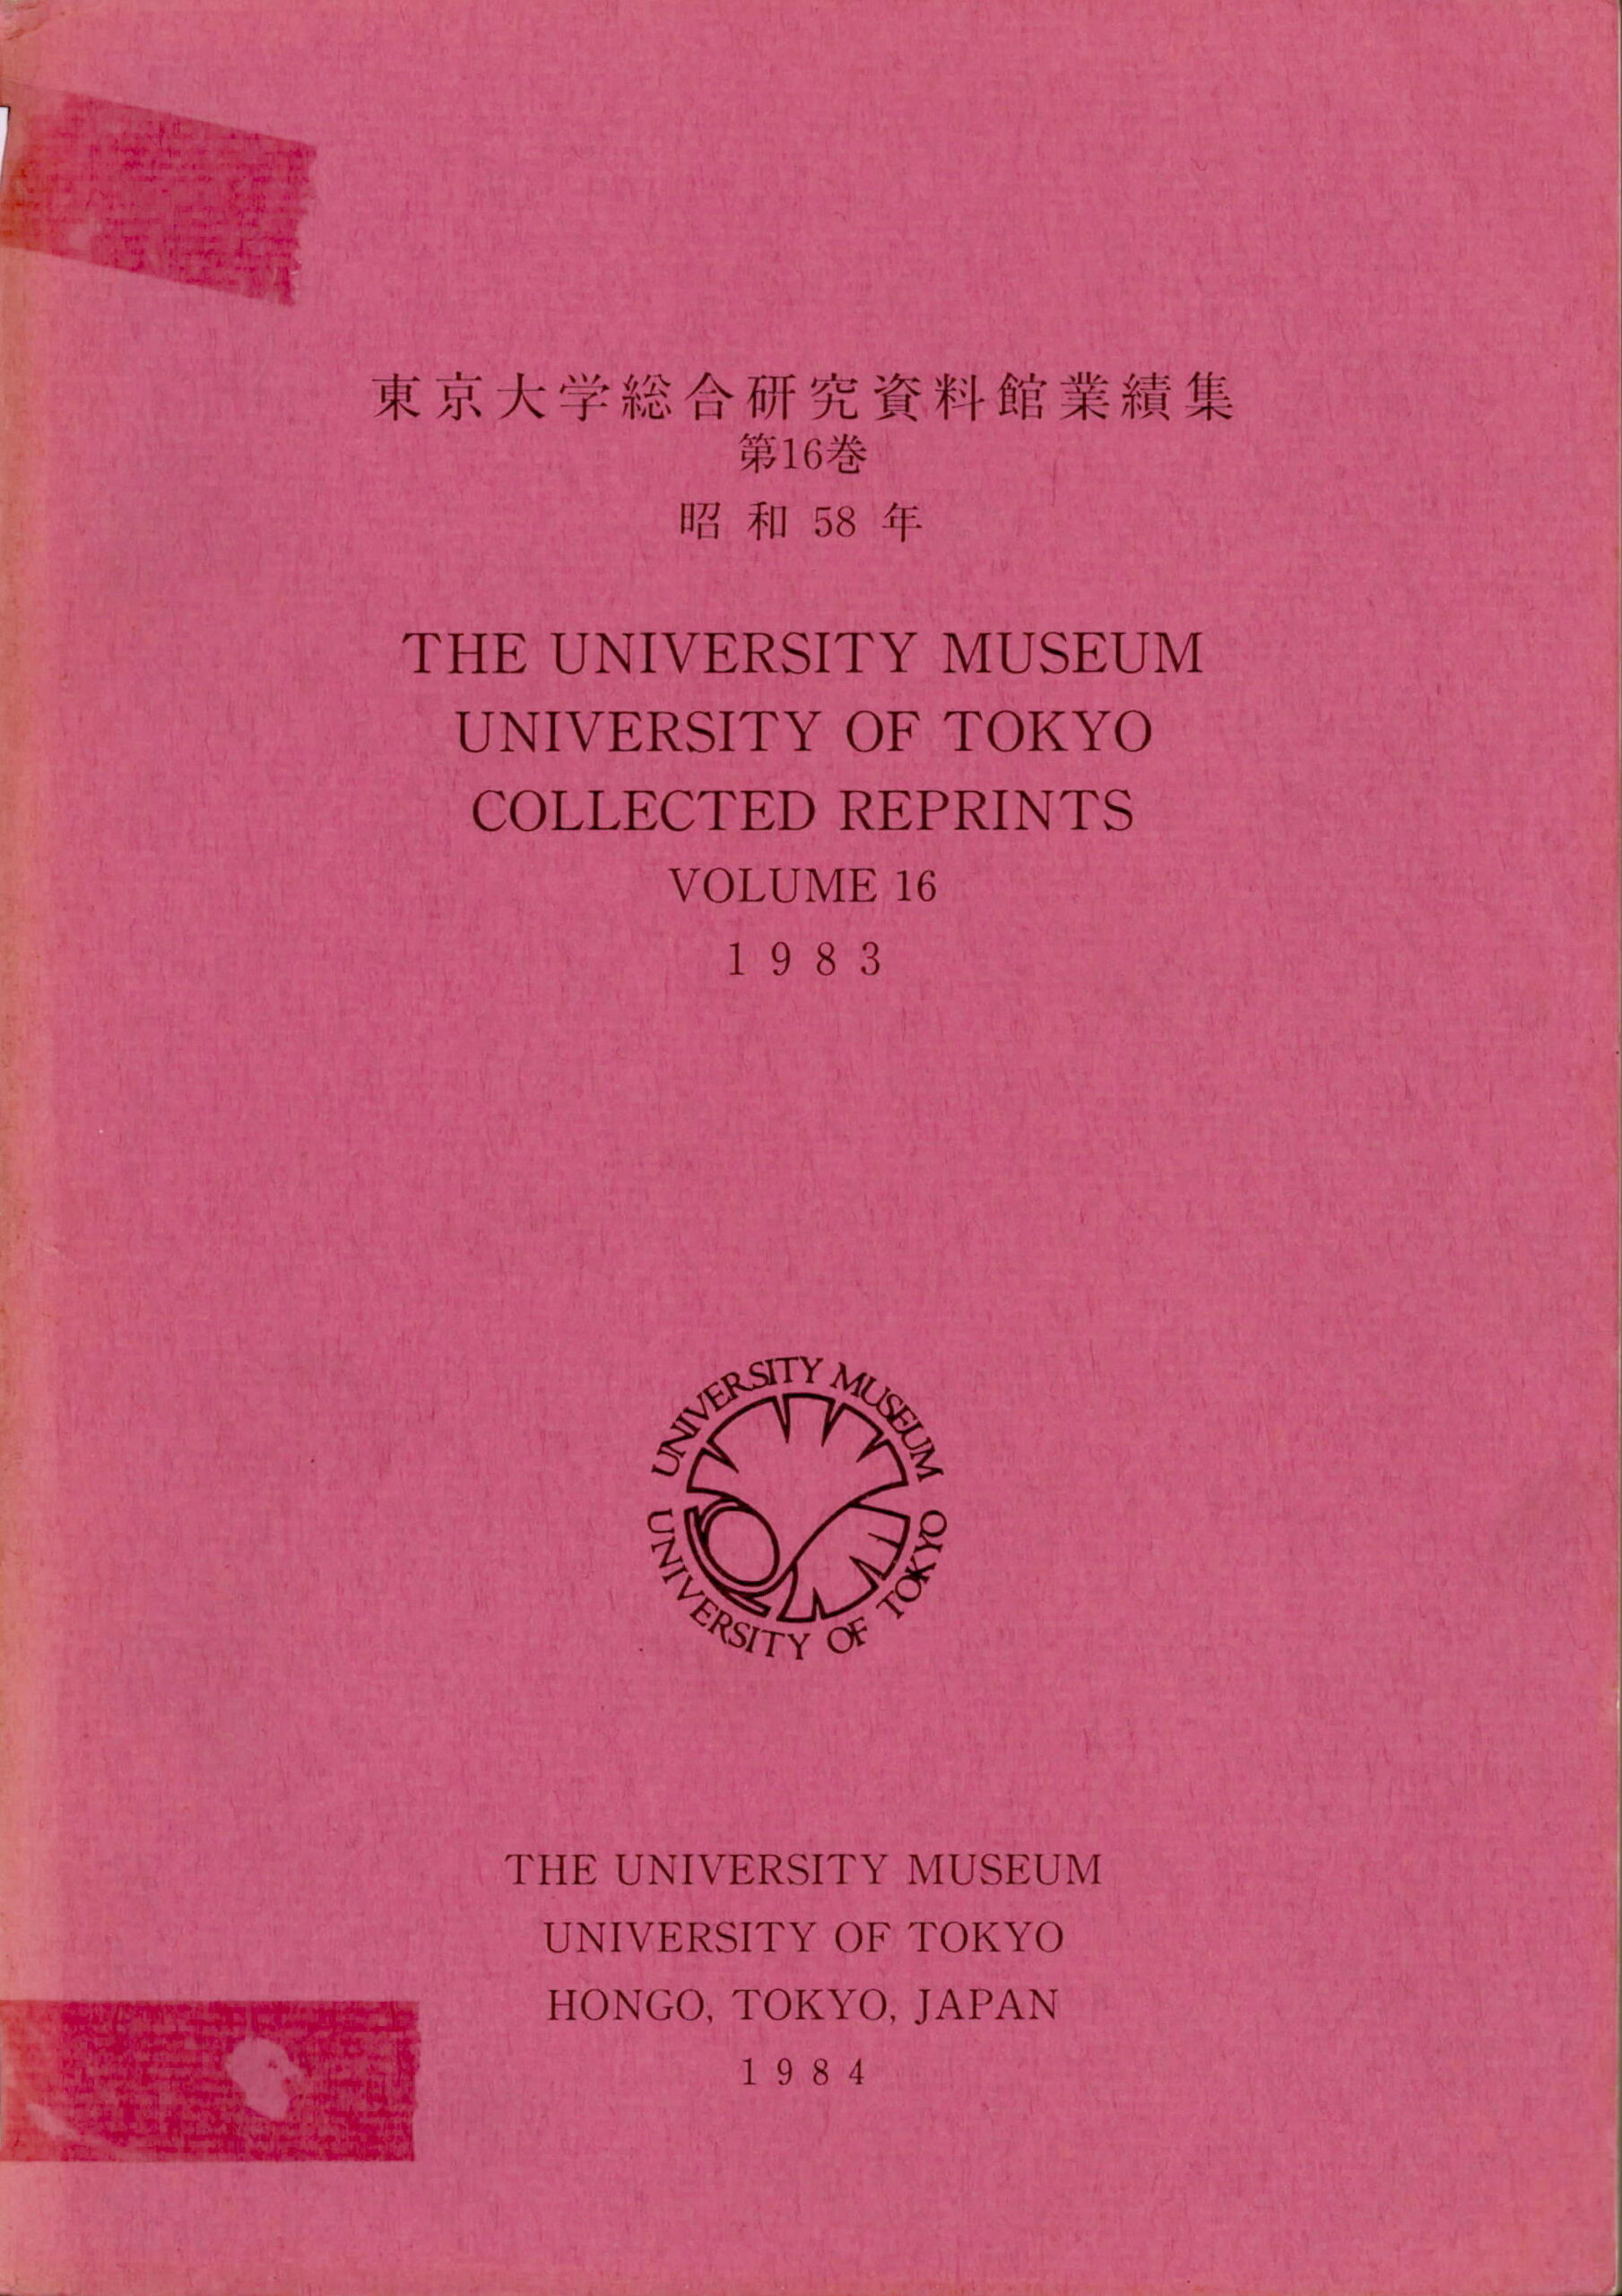 東京大学総合研究資料館業績集
第16巻
昭和58年
THE UNIVERSITY MUSEUM
UNIVERSITY OF TOKYO
COLLECTED REPRINTS
VOLUME 16
1983
UNIVERSITY MUSEUM
UNIVERSITY OF TOKYO
THE UNIVERSITY MUSEUM
UNIVERSITY OF TOKYO
HONGO, TOKYO, JAPAN
1984